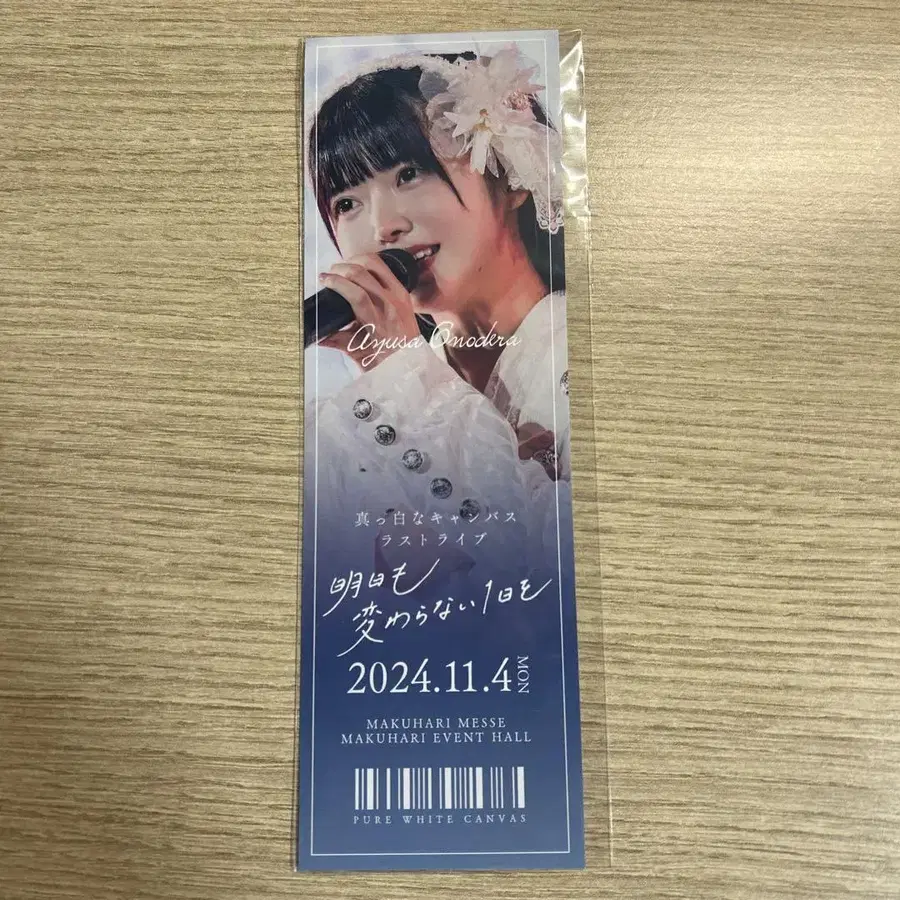 Ayusa Onodera
真っ白なキャンバス
ラストライブ
明日も
変わらない1日を
2024.11.4 MON
MAKUHARI MESSE
MAKUHARI EVENT HALL
PURE WHITE CANVAS